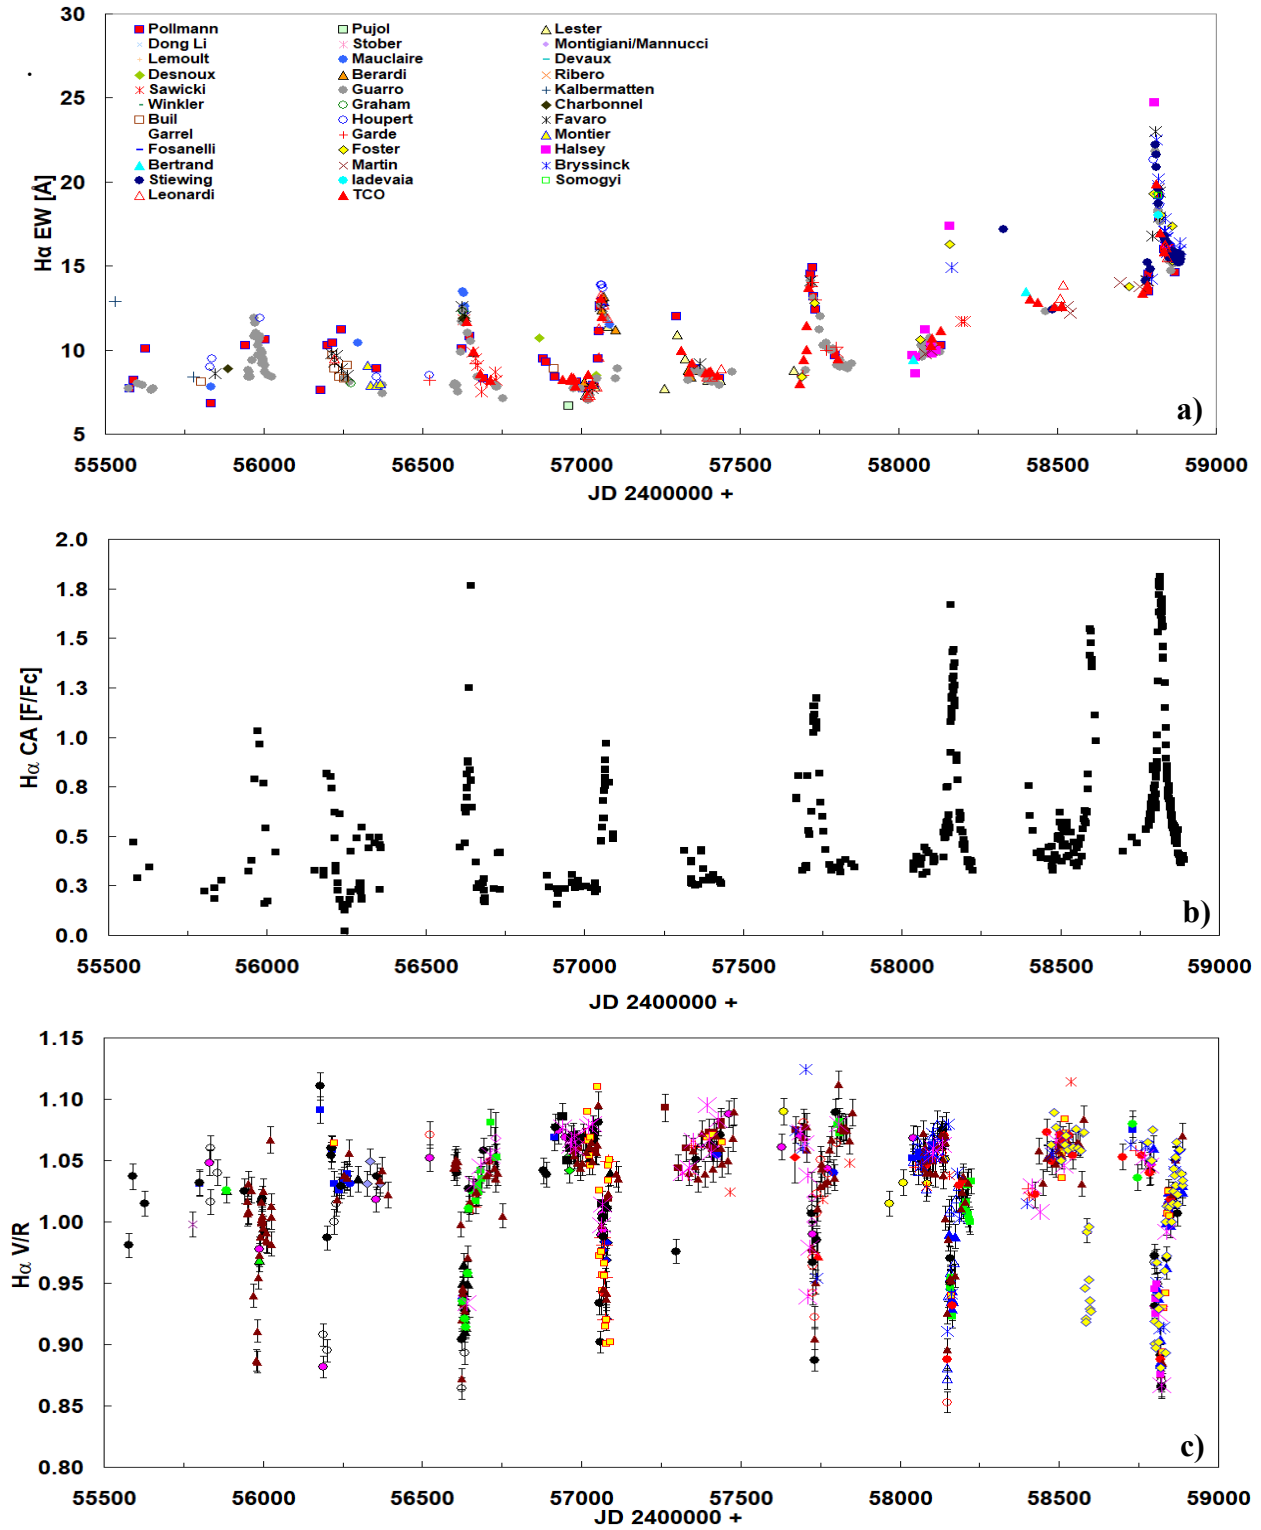 30
25
20
15
10
5
Hα EW [Å]
Pollmann Pujol Lester
Dong Li Stober Montigiani/Mannucci
Lemoult Mauclaire Devaux
Desnoux Berardi Ribero
Sawicki Guarro Kalbermatten
Winkler Graham Charbonnel
Buil Houpert Favaro
Garrel Garde Montier
Fosanelli Foster Halsey
Bertrand Martin Bryssinck
Stiewing Iadevaia Somogyi
Leonardi TCO
a)
55500 56000 56500 57000 57500 58000 58500 59000
JD 2400000 +
2.0
1.8
1.5
1.3
1.0
0.8
0.5
0.3
0.0
Hα CA [F/Fc]
b)
55500 56000 56500 57000 57500 58000 58500 59000
JD 2400000 +
1.15
1.10
1.05
1.00
0.95
0.90
0.85
0.80
Hα V/R
c)
55500 56000 56500 57000 57500 58000 58500 59000
JD 2400000 +